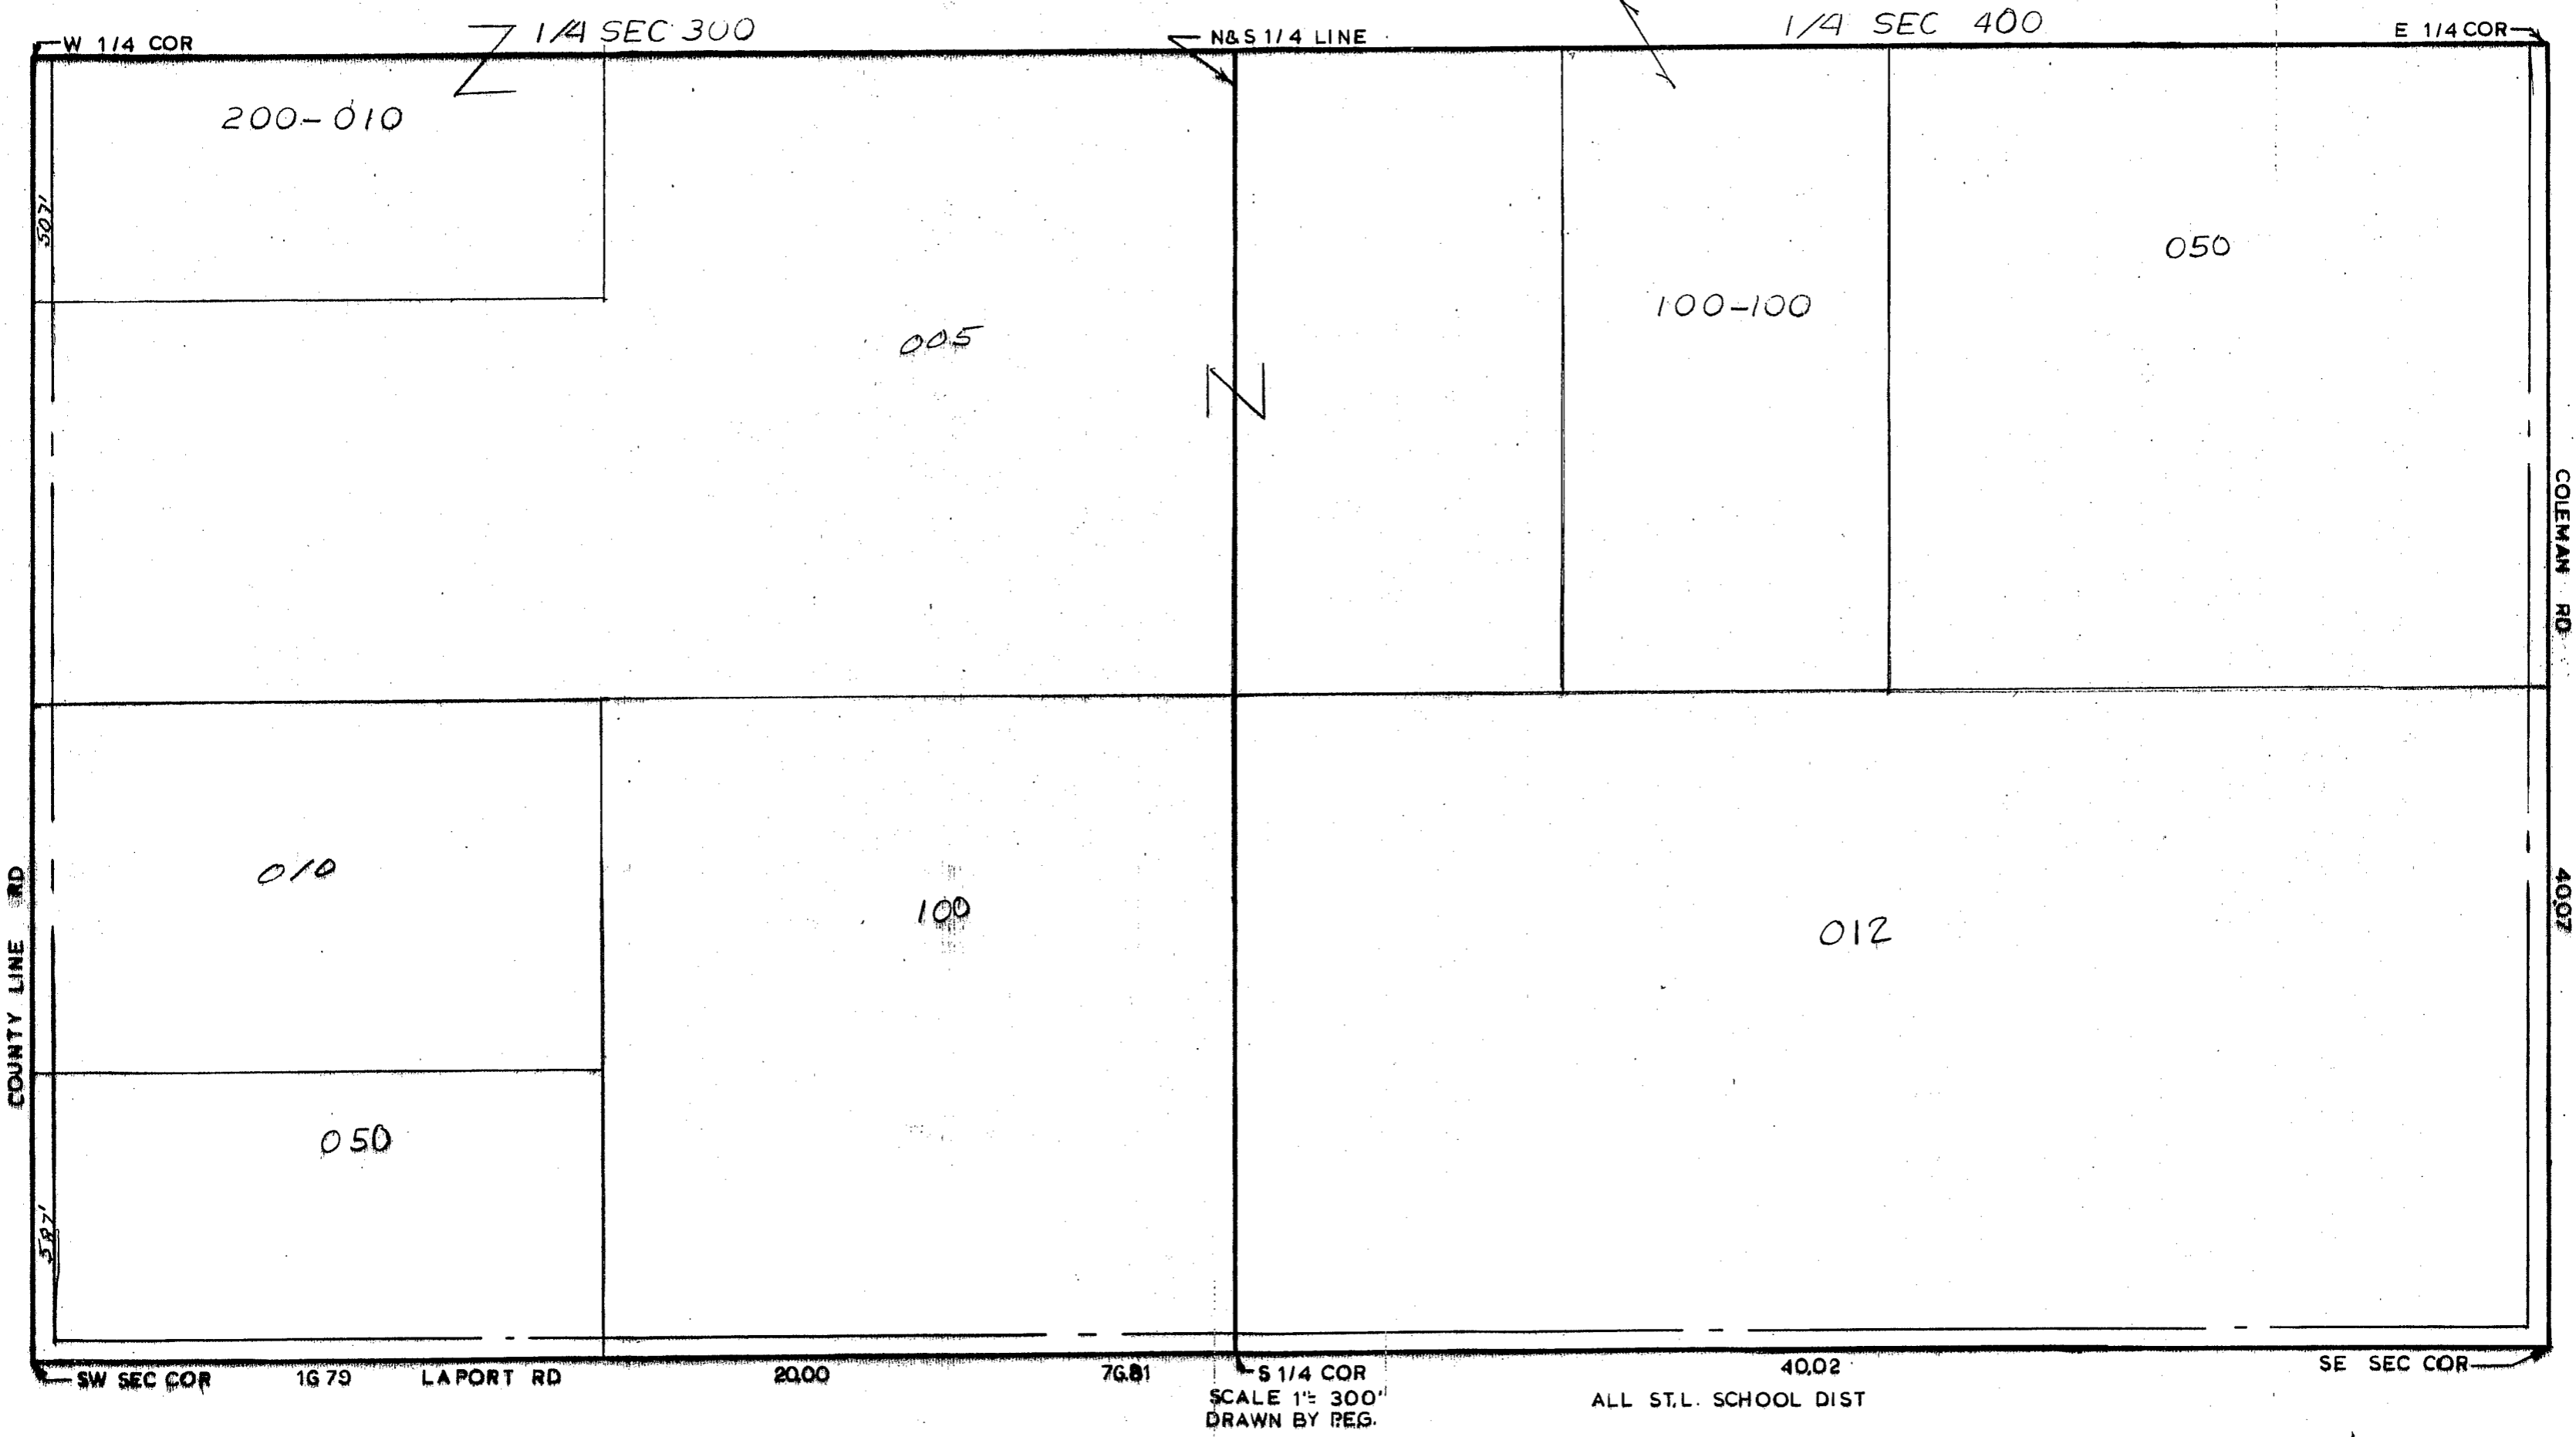 W 1/4 COR
1/4 SEC 300
N&S 1/4 LINE
1/4 SEC 400
E 1/4 COR
200-010
507'
005
100-100
050
COLEMAN RD
010
100
012
40.07
COUNTY LINE RD
050
587'
SW SEC COR
16 79
LAPORT RD
20.00
76.81
S 1/4 COR
40.02
SE SEC COR
SCALE 1"= 300'
ALL ST.L. SCHOOL DIST
DRAWN BY REG.